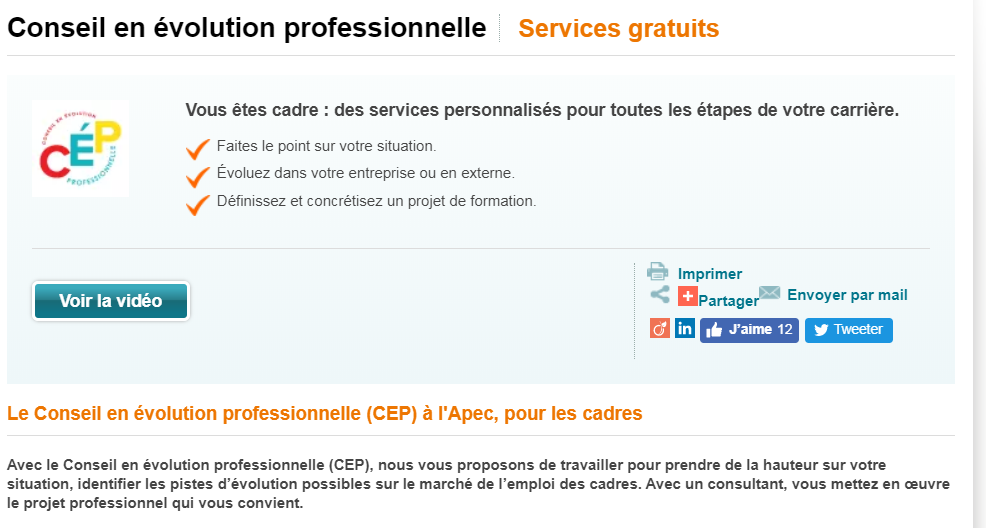 Conseil en évolution professionnelle Services gratuits
CONSEIL EN ÉVOLUTION
CÉP
PROFESSIONNELLE
Vous êtes cadre : des services personnalisés pour toutes les étapes de votre carrière.
Faites le point sur votre situation.
Évoluez dans votre entreprise ou en externe.
Définissez et concrétisez un projet de formation.
Voir la vidéo
Imprimer
Partager Envoyer par mail
in J'aime 12 Tweeter
Le Conseil en évolution professionnelle (CEP) à l'Apec, pour les cadres
Avec le Conseil en évolution professionnelle (CEP), nous vous proposons de travailler pour prendre de la hauteur sur votre
situation, identifier les pistes d’évolution possibles sur le marché de l’emploi des cadres. Avec un consultant, vous mettez en œuvre
le projet professionnel qui vous convient.